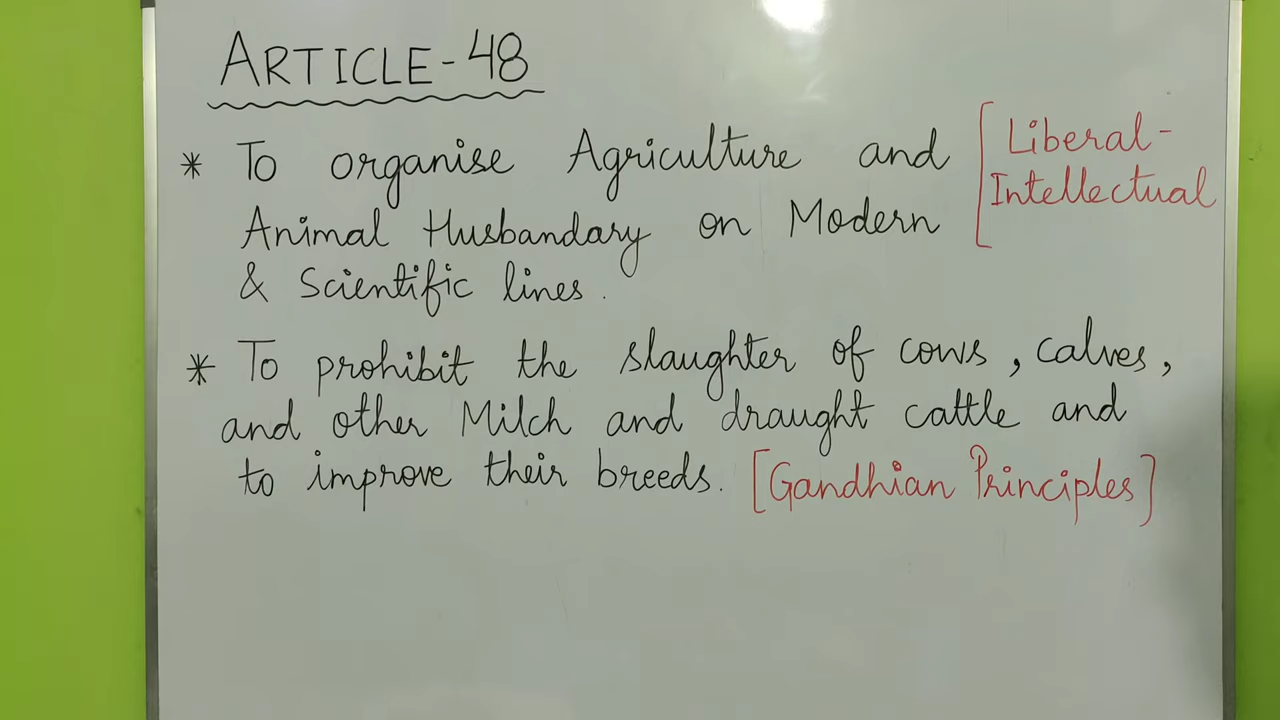 ARTICLE-48
* To organise Agriculture and [Liberal-
Intellectual
Animal Husbandary on Modern
& Scientific lines.
* To prohibit the slaughter of cows, calves,
and other Milch and draught cattle and
to improve their breeds. [Gandhian Principles]